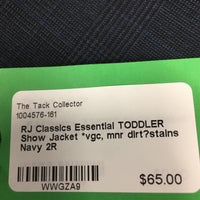 The Tack Collector
1004576-161
RJ Classics Essential TODDLER
Show Jacket *vgc, mnr dirt?stains
Navy 2R
WWGZA9
$65.00